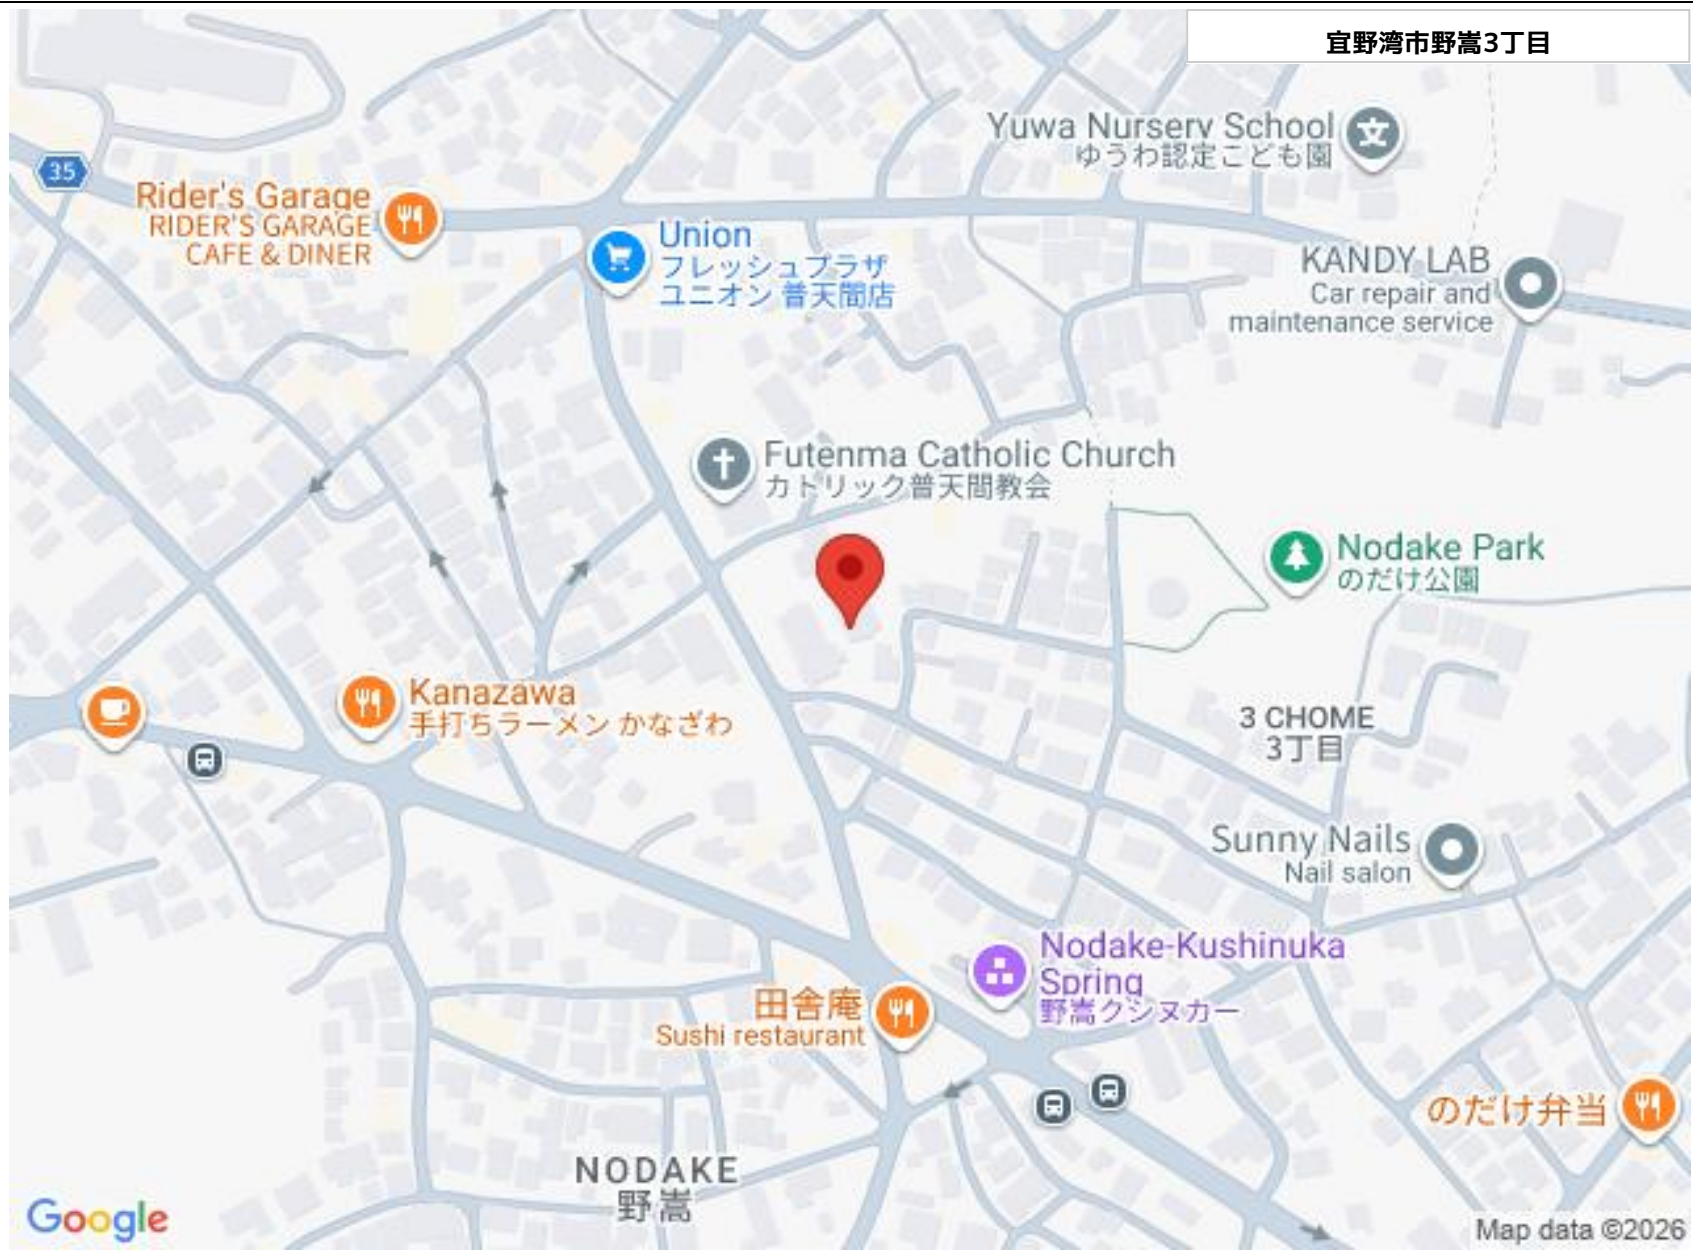 宜野湾市野嵩3丁目
Yuwa Nurserv School
ゆうわ認定こども園
35
Rider's Garage
RIDER'S GARAGE
CAFE & DINER
Union
フレッシュプラザ
ユニオン 普天間店
KANDY LAB
Car repair and
maintenance service
Futenma Catholic Church
カトリック普天間教会
Nodake Park
のだけ公園
Kanazawa
手打ちラーメン かなざわ
3 CHOME
3丁目
Sunny Nails
Nail salon
Nodake-Kushinuka
Spring
野嵩クシヌカー
田舎庵
Sushi restaurant
のだけ弁当
NODAKE
野嵩
Google
Map data ©2026